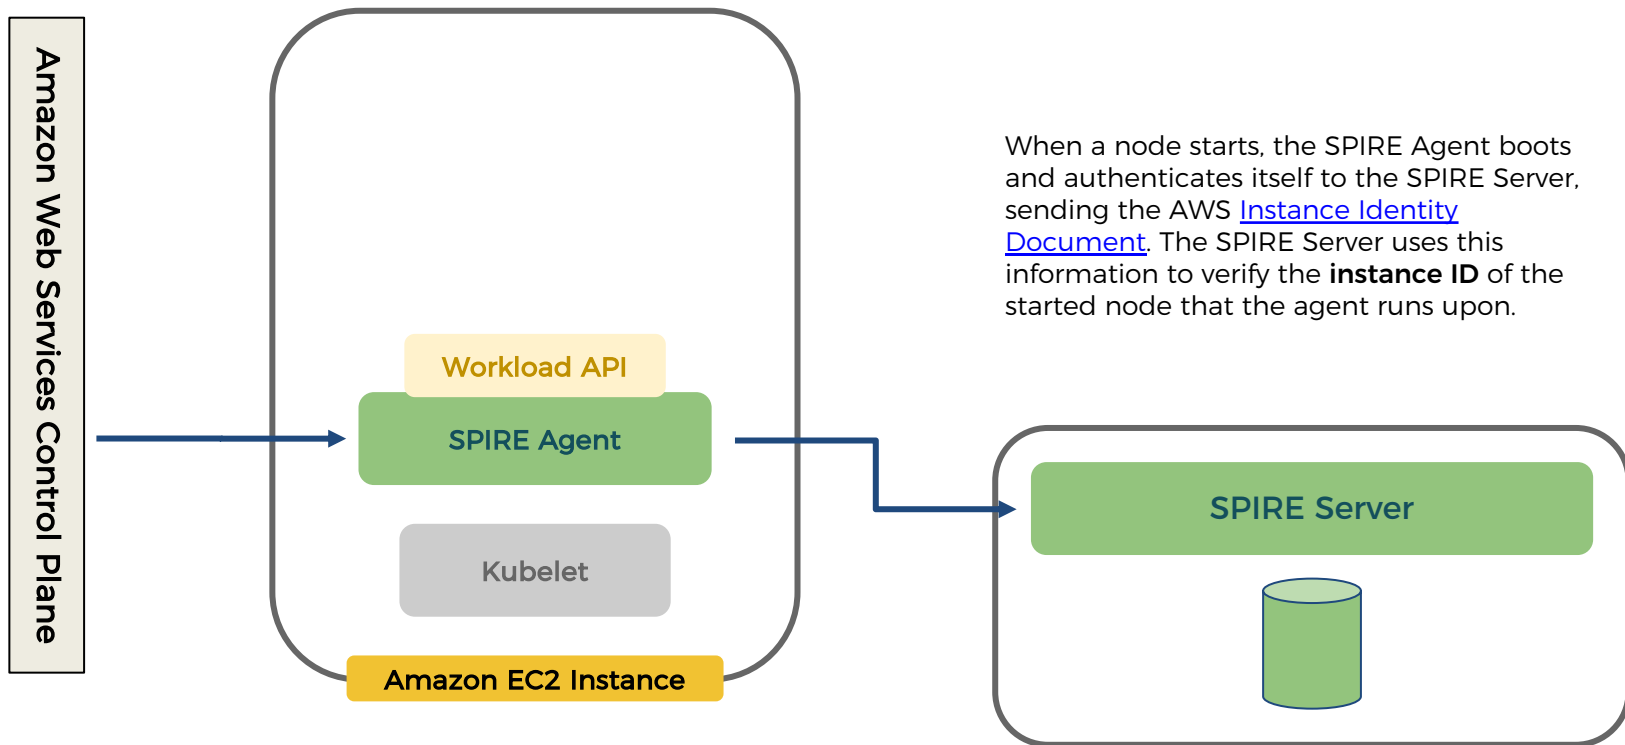 Amazon Web Services Control Plane
When a node starts, the SPIRE Agent boots
and authenticates itself to the SPIRE Server,
sending the AWS Instance Identity
Document. The SPIRE Server uses this
information to verify the instance ID of the
started node that the agent runs upon.
Workload API
SPIRE Agent
SPIRE Server
Kubelet
Amazon EC2 Instance